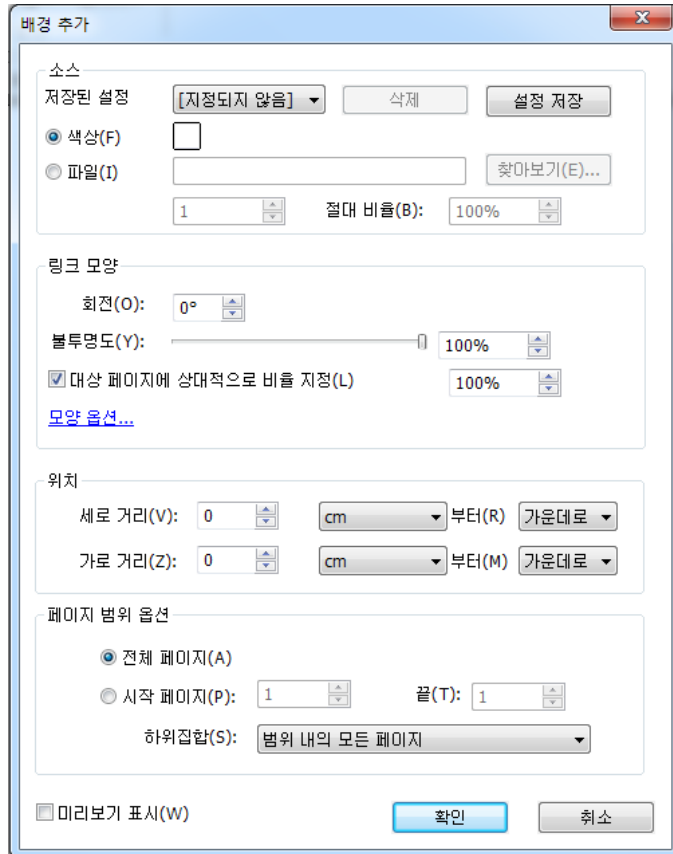 배경 추가
소스
저장된 설정 [지정되지 않음] 삭제 설정 저장
색상(F)
파일(I) 찾아보기(E)...
1 절대 비율(B): 100%
링크 모양
회전(O): 0°
불투명도(Y): 100%
대상 페이지에 상대적으로 비율 지정(L) 100%
모양 옵션...
위치
세로 거리(V): 0 cm 부터(R) 가운데로
가로 거리(Z): 0 cm 부터(M) 가운데로
페이지 범위 옵션
전체 페이지(A)
시작 페이지(P): 1 끝(T): 1
하위집합(S): 범위 내의 모든 페이지
미리보기 표시(W) 확인 취소